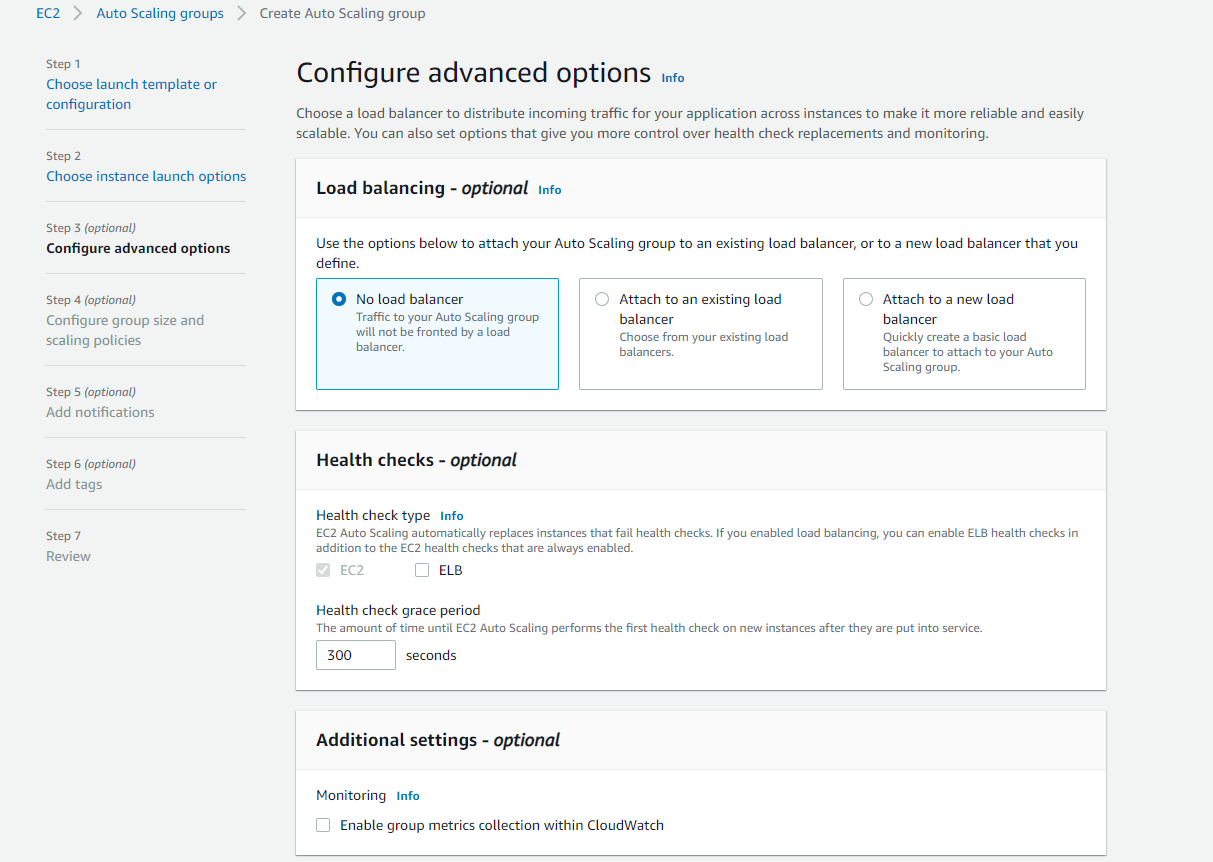 EC2 > Auto Scaling groups > Create Auto Scaling group
Step 1
Choose launch template or
configuration
Step 2
Choose instance launch options
Step 3 (optional)
Configure advanced options
Step 4 (optional)
Configure group size and
scaling policies
Step 5 (optional)
Add notifications
Step 6 (optional)
Add tags
Step 7
Review
Configure advanced options Info
Choose a load balancer to distribute incoming traffic for your application across instances to make it more reliable and easily
scalable. You can also set options that give you more control over health check replacements and monitoring.
Load balancing - optional Info
Use the options below to attach your Auto Scaling group to an existing load balancer, or to a new load balancer that you
define.
No load balancer
Traffic to your Auto Scaling group
will not be fronted by a load
balancer.
Attach to an existing load
balancer
Choose from your existing load
balancers.
Attach to a new load
balancer
Quickly create a basic load
balancer to attach to your Auto
Scaling group.
Health checks - optional
Health check type Info
EC2 Auto Scaling automatically replaces instances that fail health checks. If you enabled load balancing, you can enable ELB health checks in
addition to the EC2 health checks that are always enabled.
EC2 ELB
Health check grace period
The amount of time until EC2 Auto Scaling performs the first health check on new instances after they are put into service.
300 seconds
Additional settings - optional
Monitoring Info
Enable group metrics collection within CloudWatch